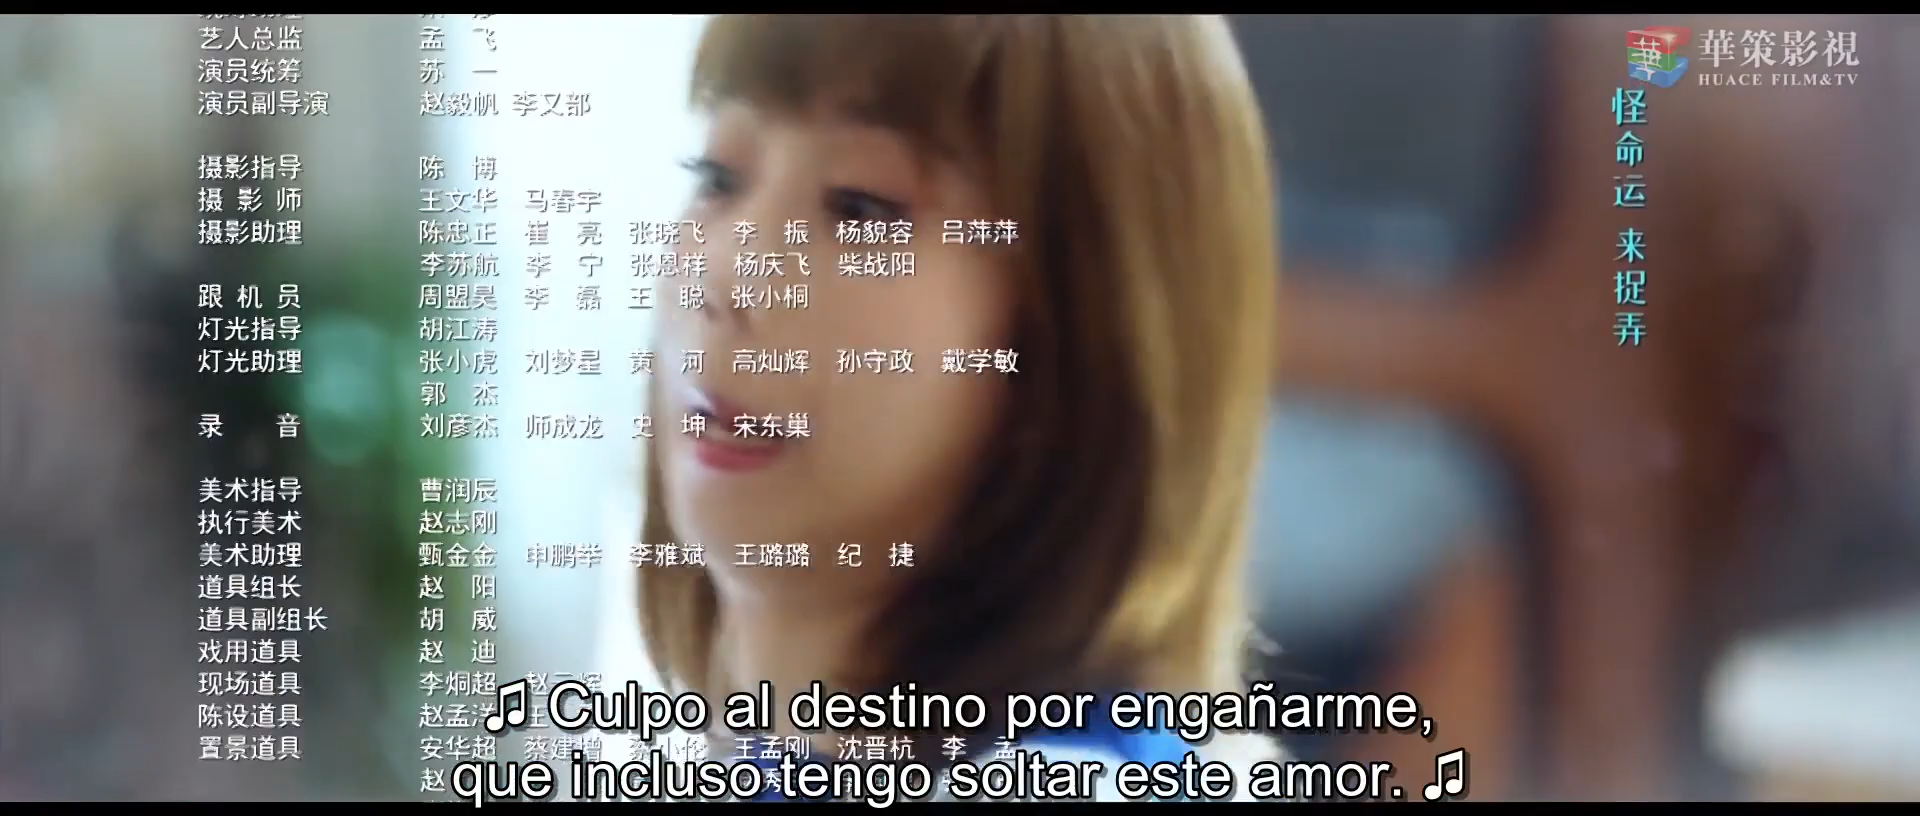 艺人总监 孟 飞
演员统筹 苏 一
演员副导演 赵毅帆 李又部
摄影指导 陈 博
摄 影 师 王文华 马春宇
摄影助理 陈忠正 崔 亮 张晓飞 李 振 杨貌容 吕萍萍
李苏航 李 宁 张恩祥 杨庆飞 柴战阳
跟 机 员 周盟昊 李 磊 王 聪 张小桐
灯光指导 胡江涛
灯光助理 张小虎 刘梦星 黄 河 高灿辉 孙守政 戴学敏
郭 杰
录 音 刘彦杰 师成龙 史 坤 宋东巢
美术指导 曹润辰
执行美术 赵志刚
美术助理 甄金金 申鹏举 李雅斌 王璐璐 纪 捷
道具组长 赵 阳
道具副组长 胡 威
戏用道具 赵 迪
现场道具 李炯超
陈设道具 赵孟洋
置景道具 安华超 蔡建增 王孟刚 沈晋杭 李 孟
赵
華策影視
HUACE FILM&TV
怪命运 来捉弄
♫ Culpo al destino por engañarme,
que incluso tengo soltar este amor. ♫